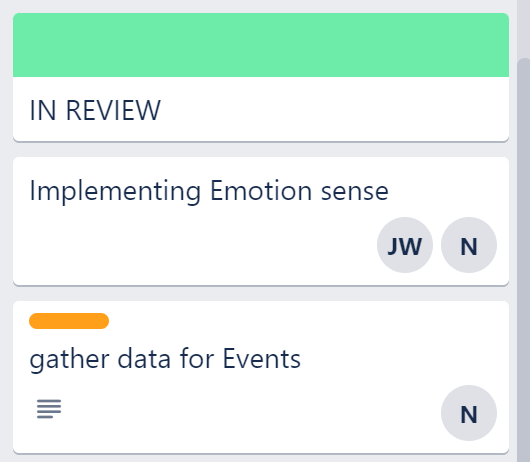 IN REVIEW
Implementing Emotion sense
JW N
gather data for Events
N